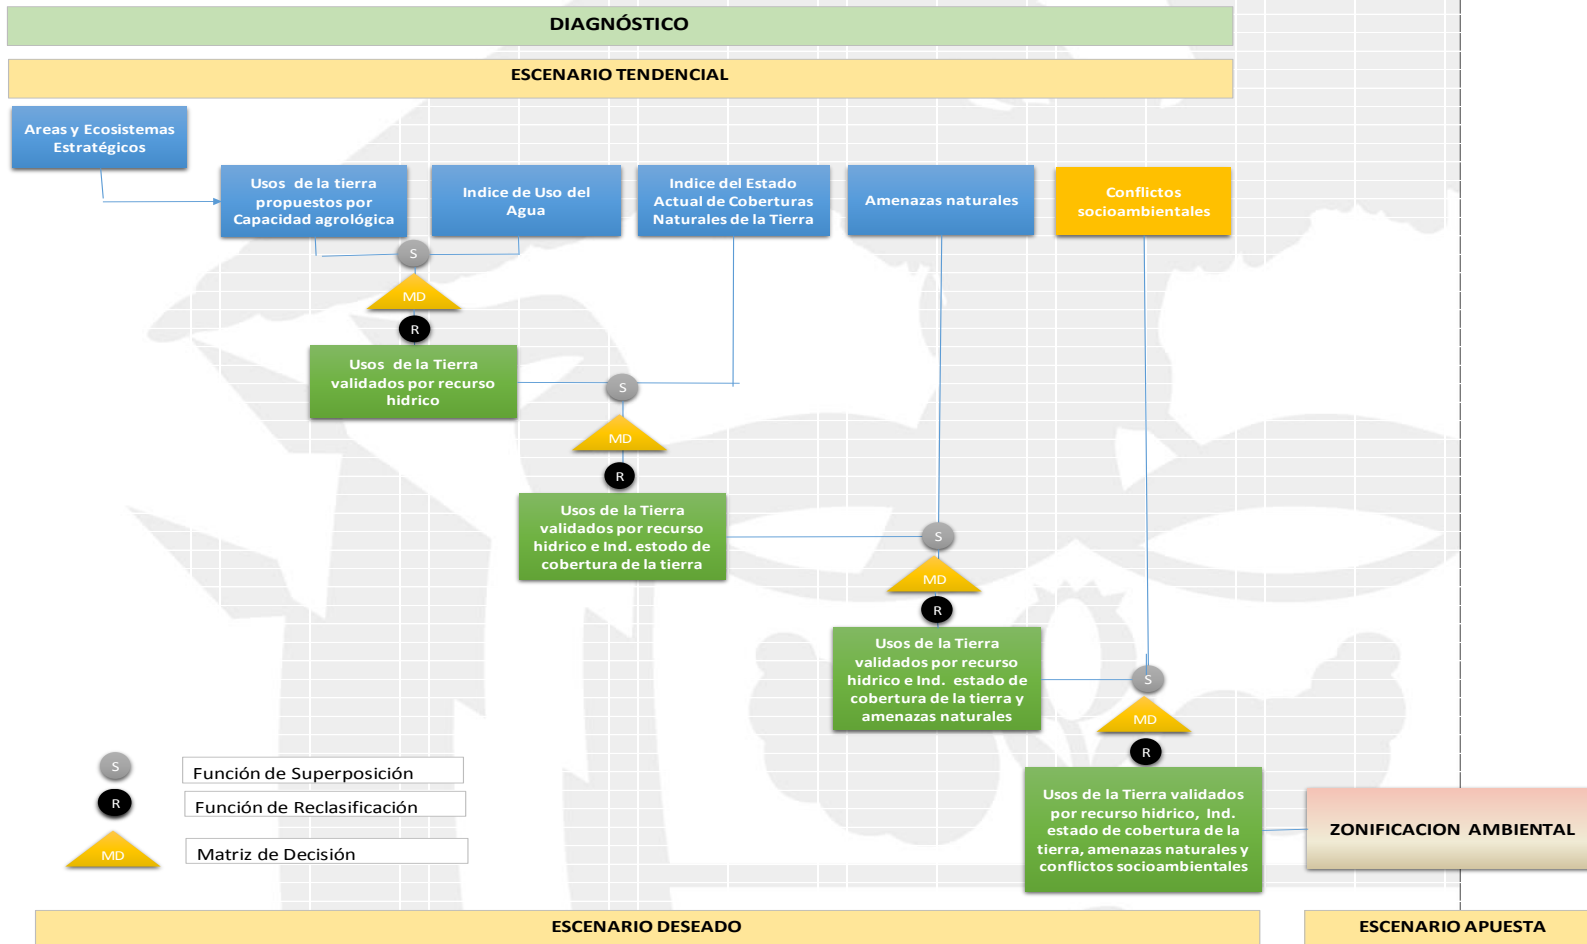 DIAGNÓSTICO
ESCENARIO TENDENCIAL
Areas y Ecosistemas
Estratégicos
Usos de la tierra
propuestos por
Capacidad agrológica
Indice de Uso del
Agua
Indice del Estado
Actual de Coberturas
Naturales de la Tierra
Amenazas naturales
Conflictos
socioambientales
S
MD
R
Usos de la Tierra
validados por recurso
hidrico
S
MD
R
Usos de la Tierra
validados por recurso
hidrico e Ind. estodo de
cobertura de la tierra
S
MD
R
Usos de la Tierra
validados por recurso
hidrico e Ind. estado de
cobertura de la tierra y
amenazas naturales
S
MD
R
Usos de la Tierra validados
por recurso hidrico, Ind.
estado de cobertura de la
tierra, amenazas naturales y
conflictos socioambientales
ZONIFICACION AMBIENTAL
S
Función de Superposición
R
Función de Reclasificación
MD
Matriz de Decisión
ESCENARIO DESEADO
ESCENARIO APUESTA